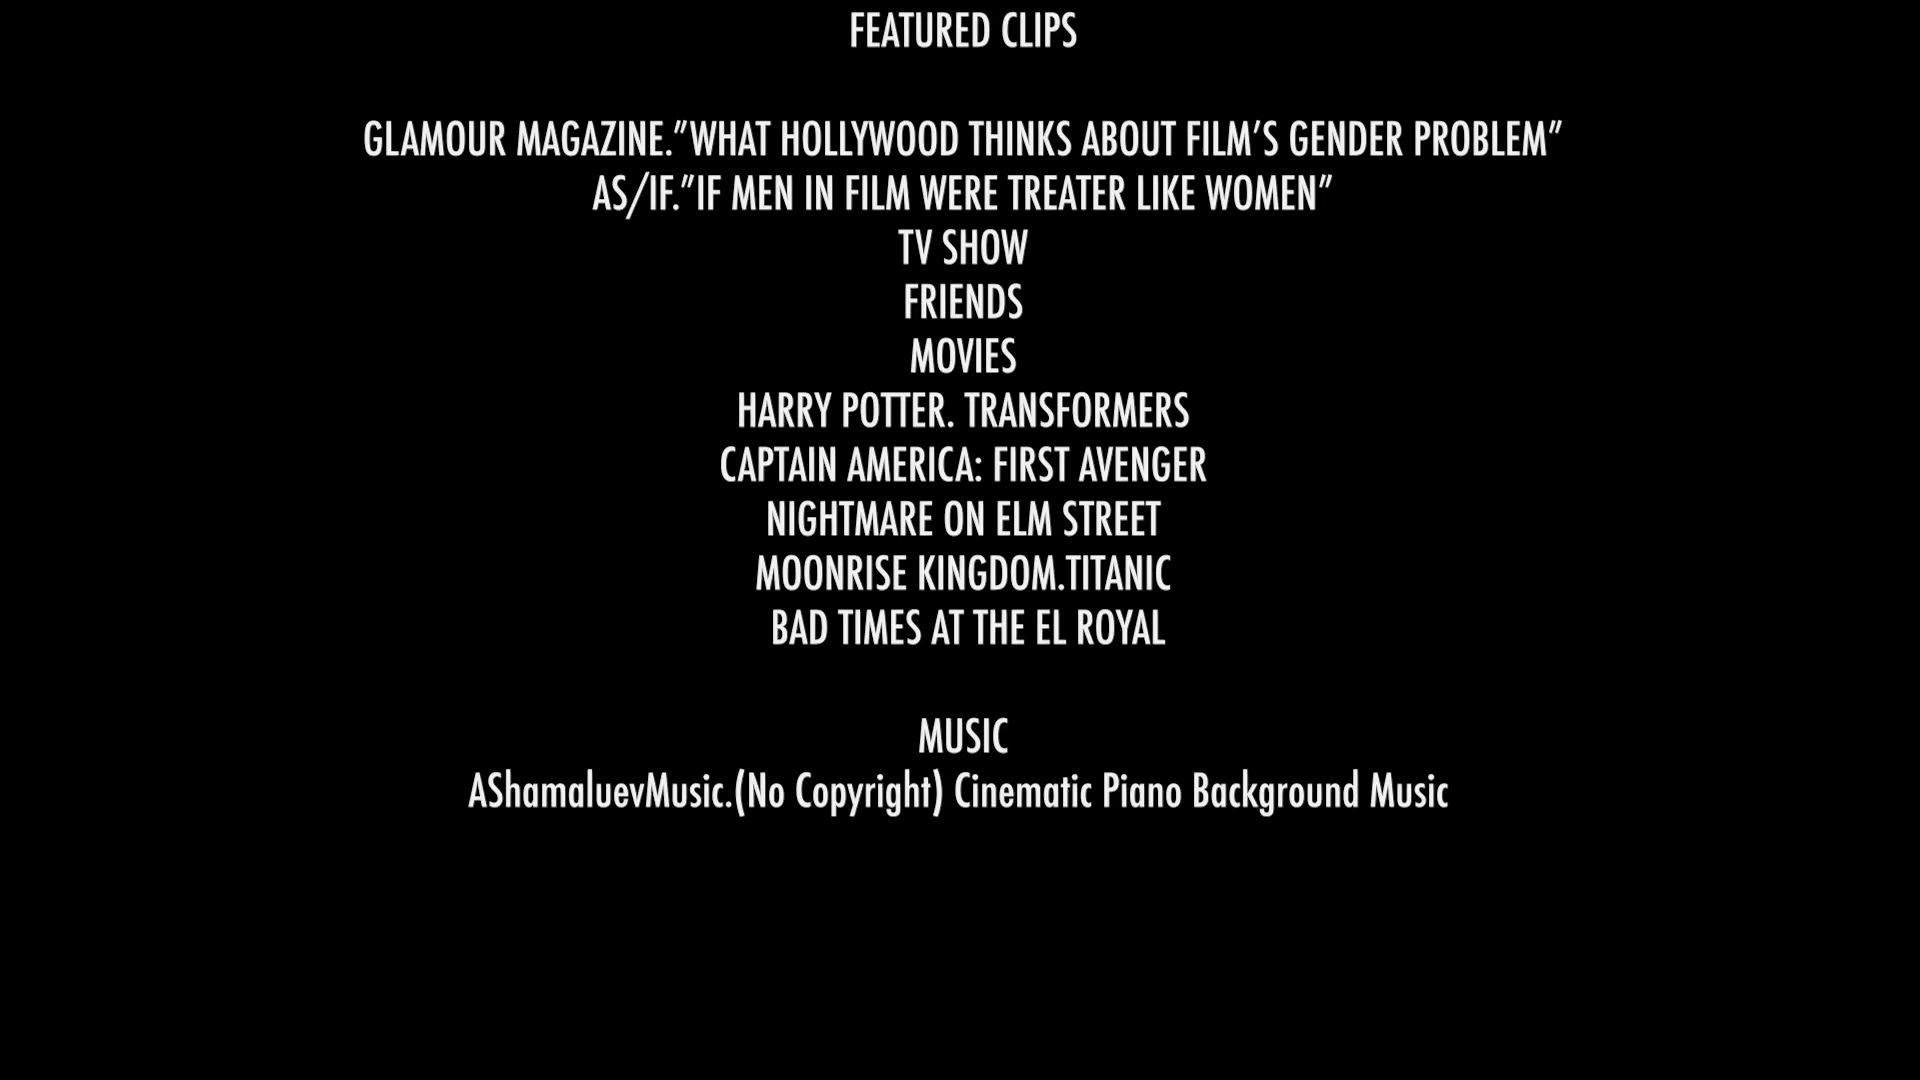 FEATURED CLIPS
GLAMOUR MAGAZINE.”WHAT HOLLYWOOD THINKS ABOUT FILM’S GENDER PROBLEM”
AS/IF.”IF MEN IN FILM WERE TREATER LIKE WOMEN”
TV SHOW
FRIENDS
MOVIES
HARRY POTTER. TRANSFORMERS
CAPTAIN AMERICA: FIRST AVENGER
NIGHTMARE ON ELM STREET
MOONRISE KINGDOM.TITANIC
BAD TIMES AT THE EL ROYAL
MUSIC
AShamaluevMusic.(No Copyright) Cinematic Piano Background Music